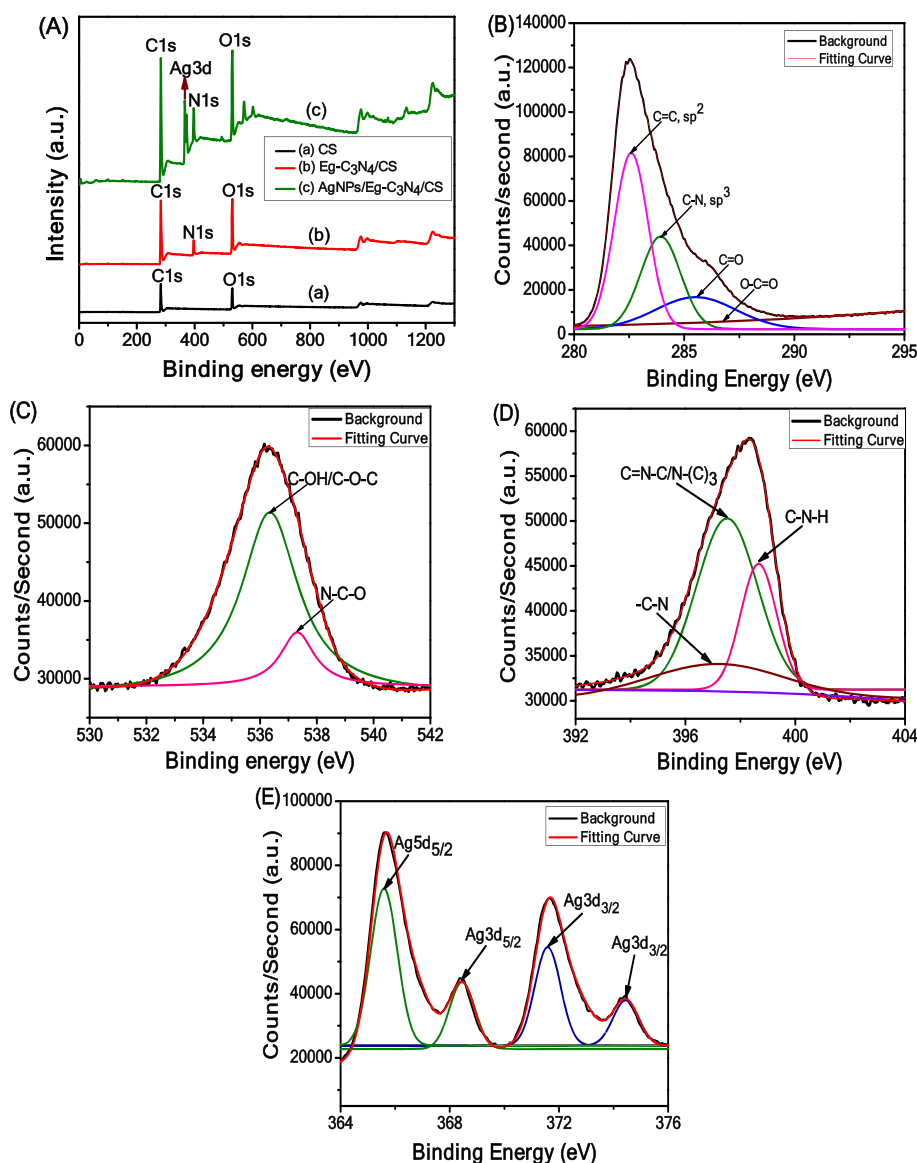 (A)
C1s
Ag3d
N1s
O1s
(c)
(a) CS
(b) Eg-C₃N₄/CS
(c) AgNPs/Eg-C₃N₄/CS
C1s
N1s
O1s
(b)
C1s
O1s
(a)
0 200 400 600 800 1000 1200
Binding energy (eV)
Intensity (a.u.)
(B)
Background
Fitting Curve
C=C, sp²
C-N, sp³
C=O
O-C=O
140000
120000
100000
80000
60000
40000
20000
0
280 285 290 295
Binding Energy (eV)
Counts/second (a.u.)
(C)
Background
Fitting Curve
C-OH/C-O-C
N-C-O
60000
50000
40000
30000
530 532 534 536 538 540 542
Binding energy (eV)
Counts/Second (a.u.)
(D)
Background
Fitting Curve
C=N-C/N-(C)₃
C-N-H
-C-N
60000
55000
50000
45000
40000
35000
30000
392 396 400 404
Binding Energy (eV)
Counts/Second (a.u.)
(E)
Background
Fitting Curve
Ag5d₅/₂
Ag3d₅/₂
Ag3d₃/₂
Ag3d₃/₂
100000
80000
60000
40000
20000
364 368 372 376
Binding Energy (eV)
Counts/Second (a.u.)